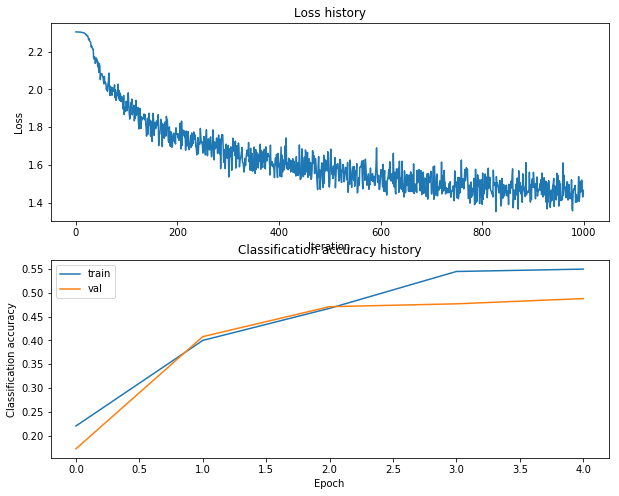 Loss history
2.2
2.0
1.8
1.6
1.4
Loss
0 200 400 600 800 1000
Iteration
Classification accuracy history
train
val
0.55
0.50
0.45
0.40
0.35
0.30
0.25
0.20
Classification accuracy
0.0 0.5 1.0 1.5 2.0 2.5 3.0 3.5 4.0
Epoch